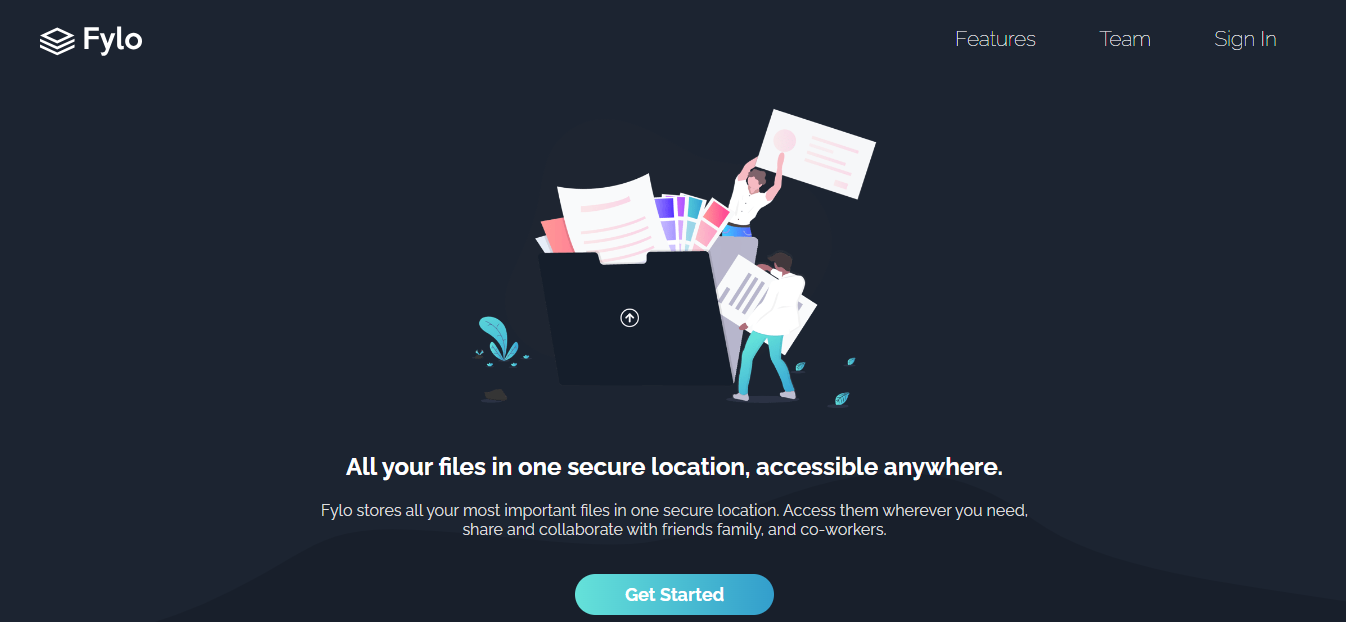 Fylo
Features
Team
Sign In
All your files in one secure location, accessible anywhere.
Fylo stores all your most important files in one secure location. Access them wherever you need,
share and collaborate with friends family, and co-workers.
Get Started